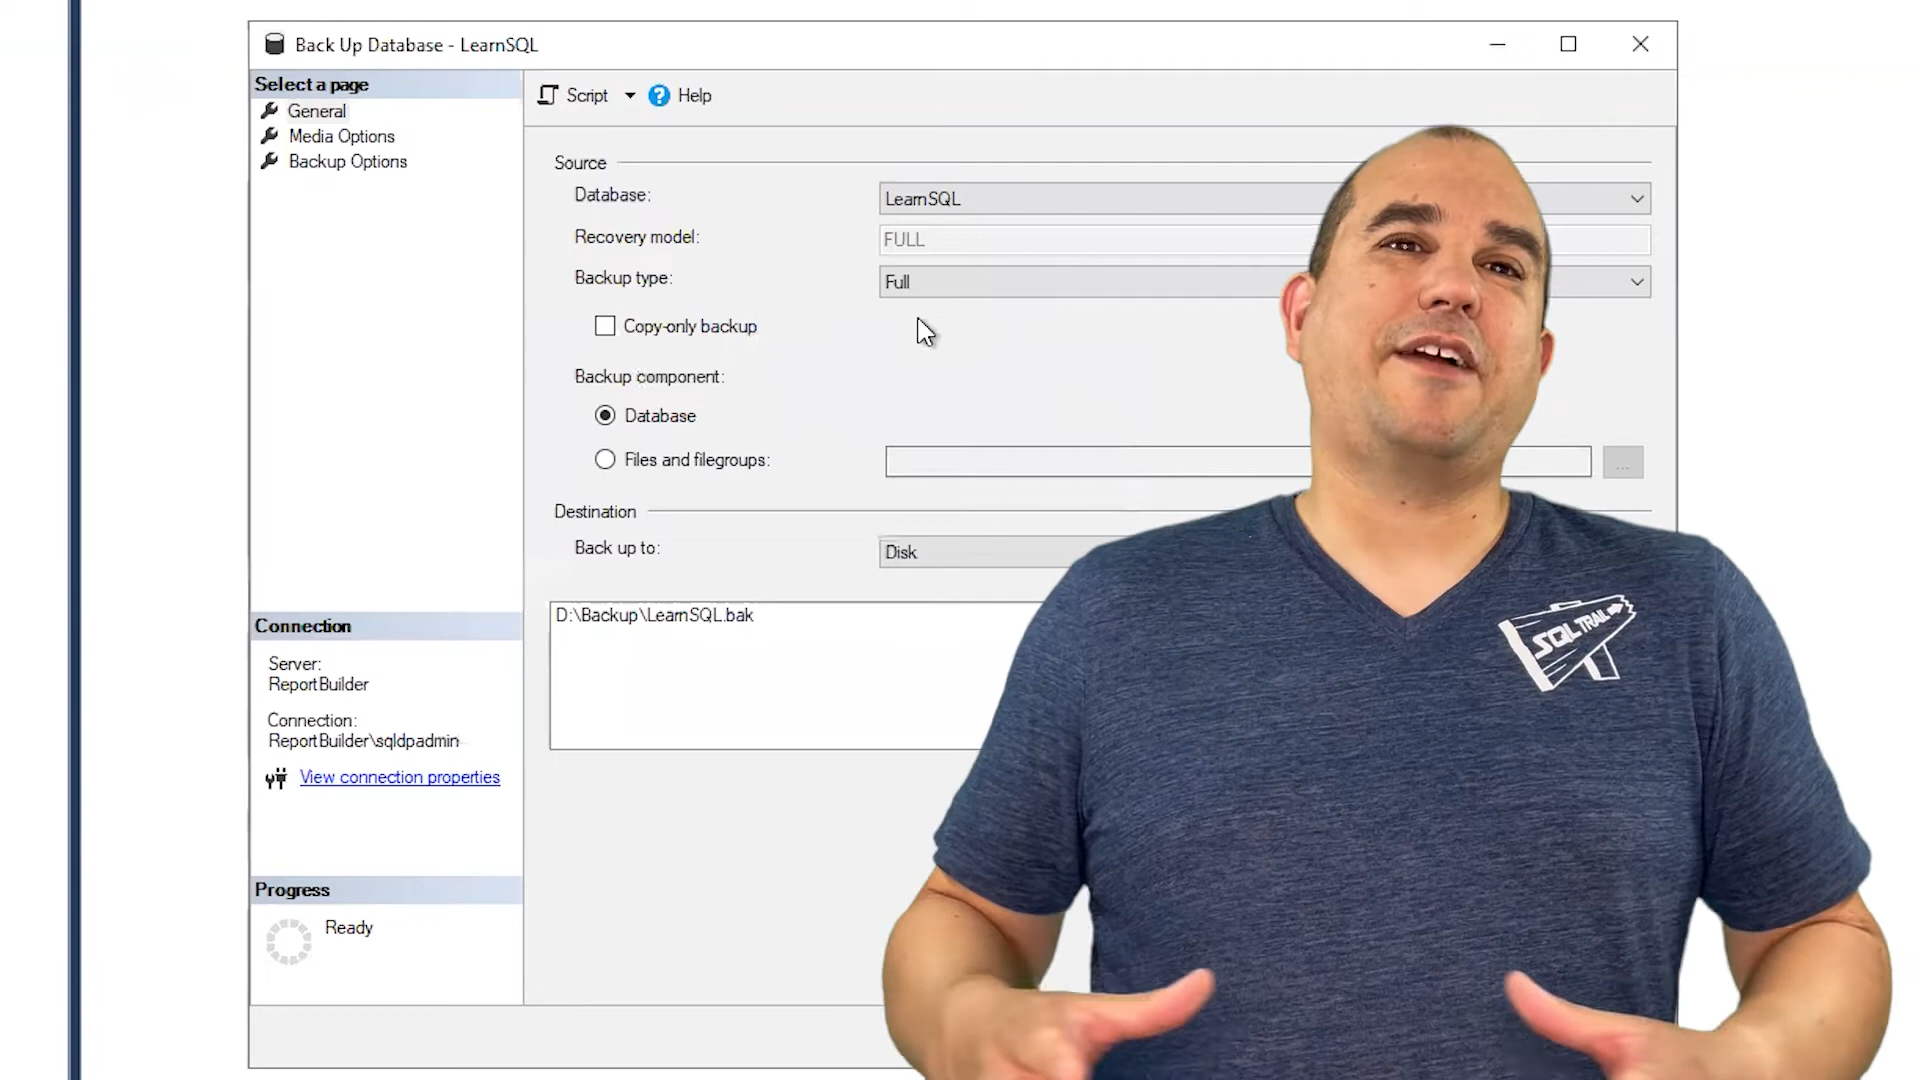 Back Up Database - LearnSQL
Select a page
General
Media Options
Backup Options
Script
Help
Source
Database:
LearnSQL
Recovery model:
FULL
Backup type:
Full
Copy-only backup
Backup component:
Database
Files and filegroups:
...
Destination
Back up to:
Disk
D:\Backup\LearnSQL.bak
Connection
Server:
ReportBuilder
Connection:
ReportBuilder\sqldpadmin
View connection properties
Progress
Ready
SQL TRAIL